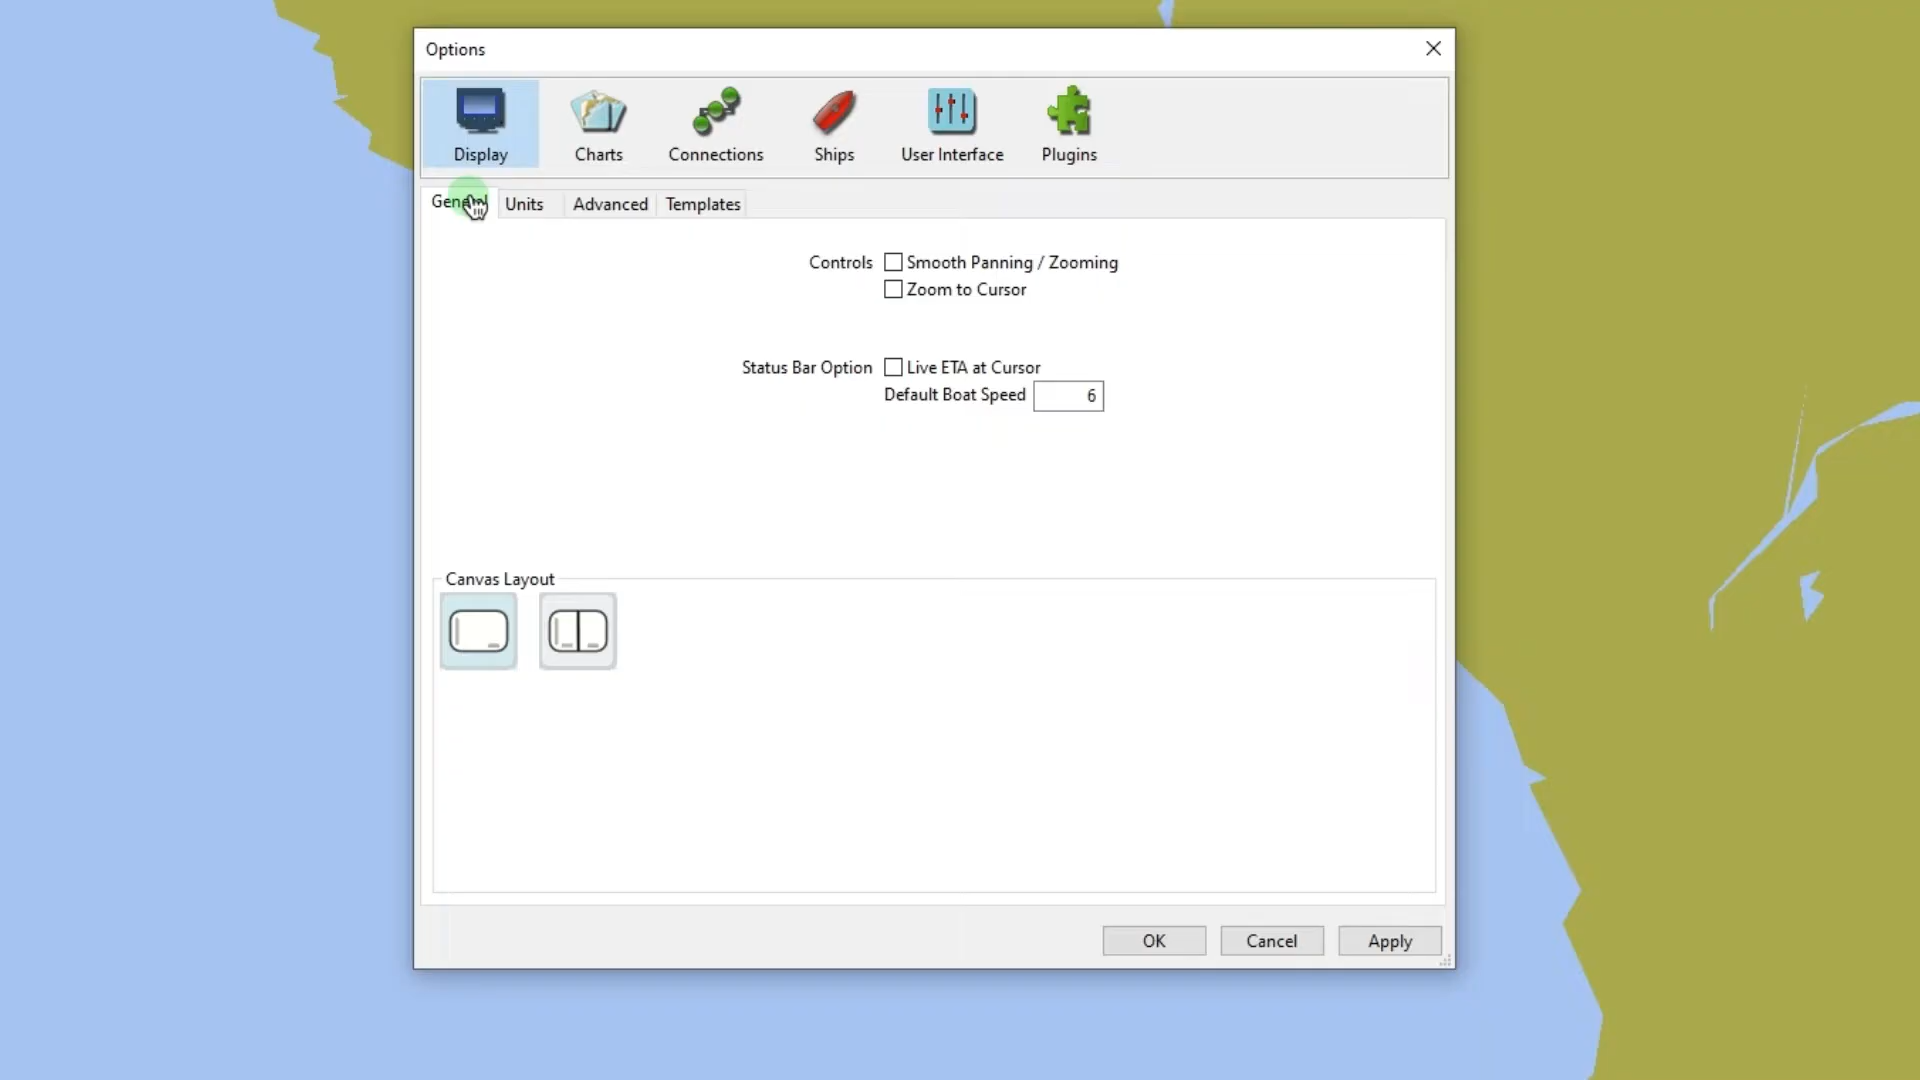 Options
Display Charts Connections Ships User Interface Plugins
General Units Advanced Templates
Controls Smooth Panning / Zooming
Zoom to Cursor
Status Bar Option Live ETA at Cursor
Default Boat Speed 6
Canvas Layout
OK Cancel Apply